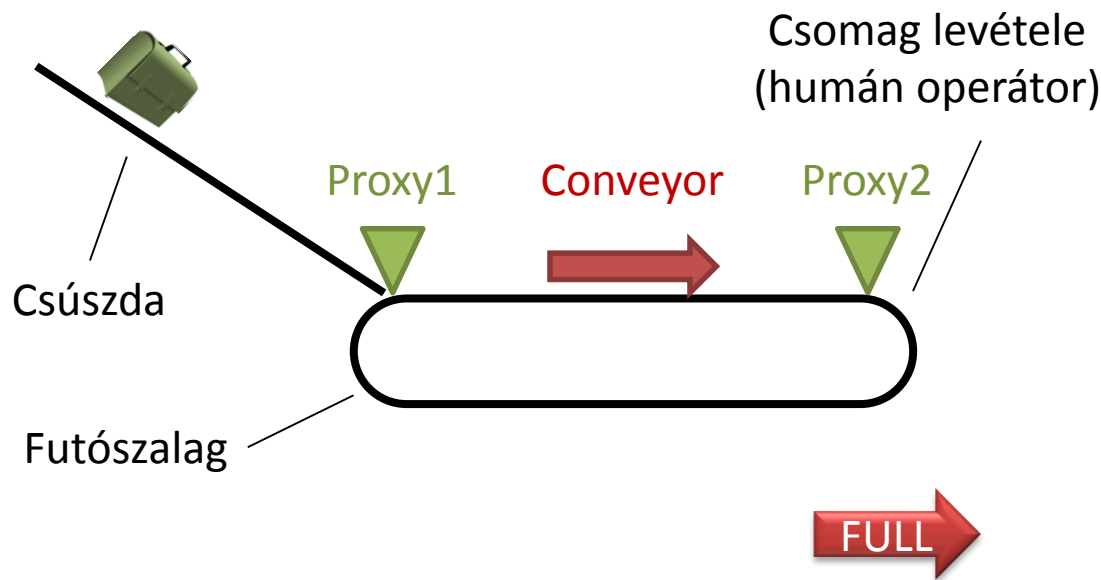 Csomag levétele
(humán operátor)
Proxy1
Conveyor
Proxy2
Csúszda
Futószalag
FULL